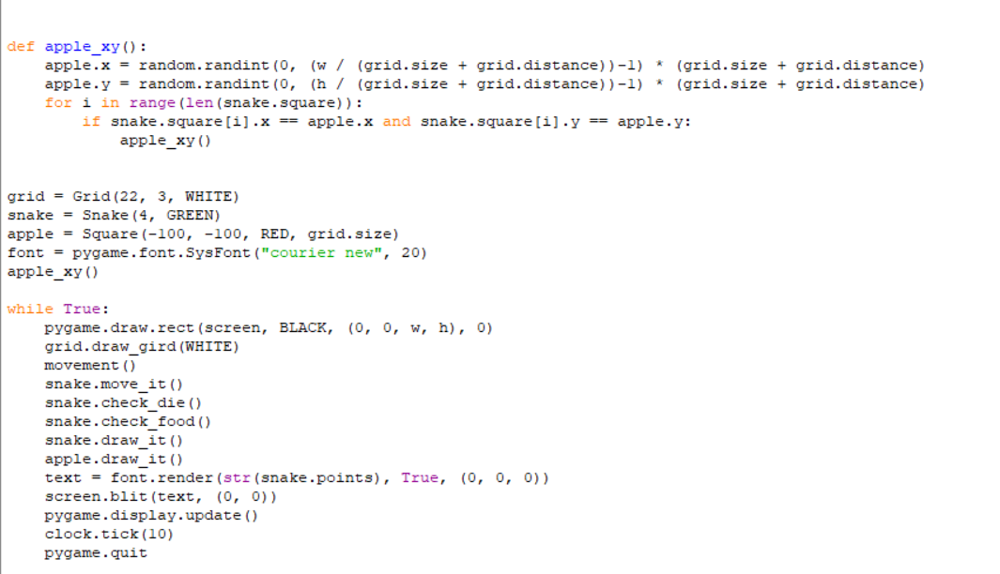 def apple_xy():
    apple.x = random.randint(0, (w / (grid.size + grid.distance))-1) * (grid.size + grid.distance)
    apple.y = random.randint(0, (h / (grid.size + grid.distance))-1) * (grid.size + grid.distance)
    for i in range(len(snake.square)):
        if snake.square[i].x == apple.x and snake.square[i].y == apple.y:
            apple_xy()
grid = Grid(22, 3, WHITE)
snake = Snake(4, GREEN)
apple = Square(-100, -100, RED, grid.size)
font = pygame.font.SysFont("courier new", 20)
apple_xy()
while True:
    pygame.draw.rect(screen, BLACK, (0, 0, w, h), 0)
    grid.draw_gird(WHITE)
    movement()
    snake.move_it()
    snake.check_die()
    snake.check_food()
    snake.draw_it()
    apple.draw_it()
    text = font.render(str(snake.points), True, (0, 0, 0))
    screen.blit(text, (0, 0))
    pygame.display.update()
    clock.tick(10)
    pygame.quit